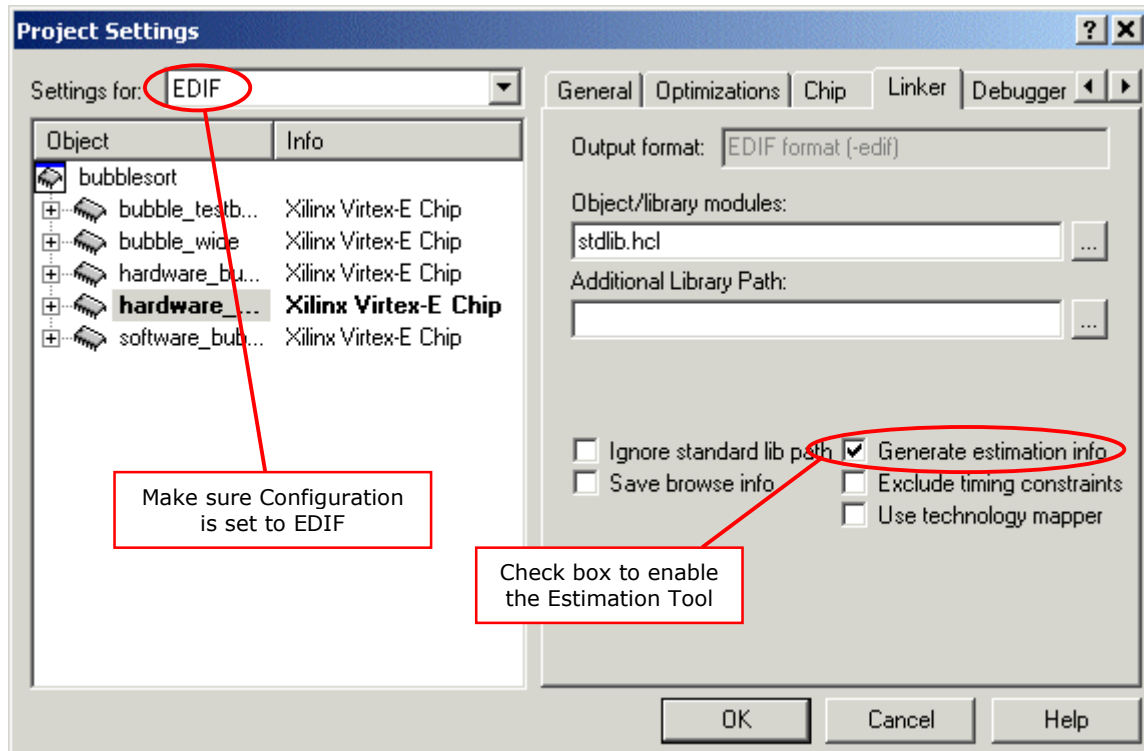 Project Settings
Settings for: EDIF
Object Info
bubblesort
bubble_testb... Xilinx Virtex-E Chip
bubble_wide Xilinx Virtex-E Chip
hardware_bu... Xilinx Virtex-E Chip
hardware_... Xilinx Virtex-E Chip
software_bub... Xilinx Virtex-E Chip
Make sure Configuration
is set to EDIF
General Optimizations Chip Linker Debugger
Output format: EDIF format (-edif)
Object/library modules:
stdlib.hcl
...
Additional Library Path:
...
Ignore standard lib path Generate estimation info
Save browse info Exclude timing constraints
Use technology mapper
Check box to enable
the Estimation Tool
OK Cancel Help